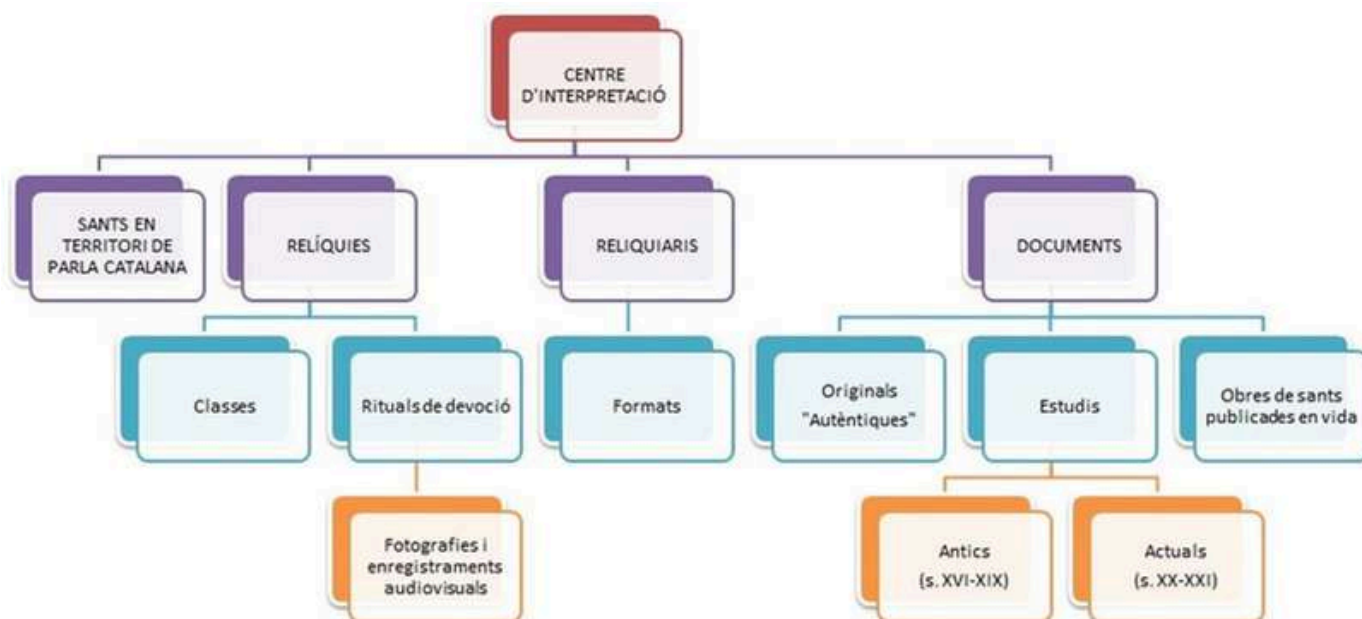 CENTRE
D'INTERPRETACIÓ
SANTS EN
TERRITORI DE
PARLA CATALANA
RELÍQUIES
RELIQUIARIS
DOCUMENTS
Classes
Rituals de devoció
Formats
Originals
"Autèntiques"
Estudis
Obres de sants
publicades en vida
Fotografies i
enregistraments
audiovisuals
Antics
(s. XVI-XIX)
Actuals
(s. XX-XXI)